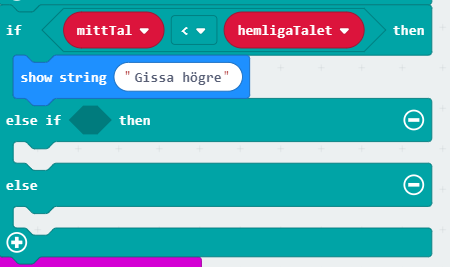 if mittTal < hemligaTalet then
show string "Gissa högre"
else if then
else